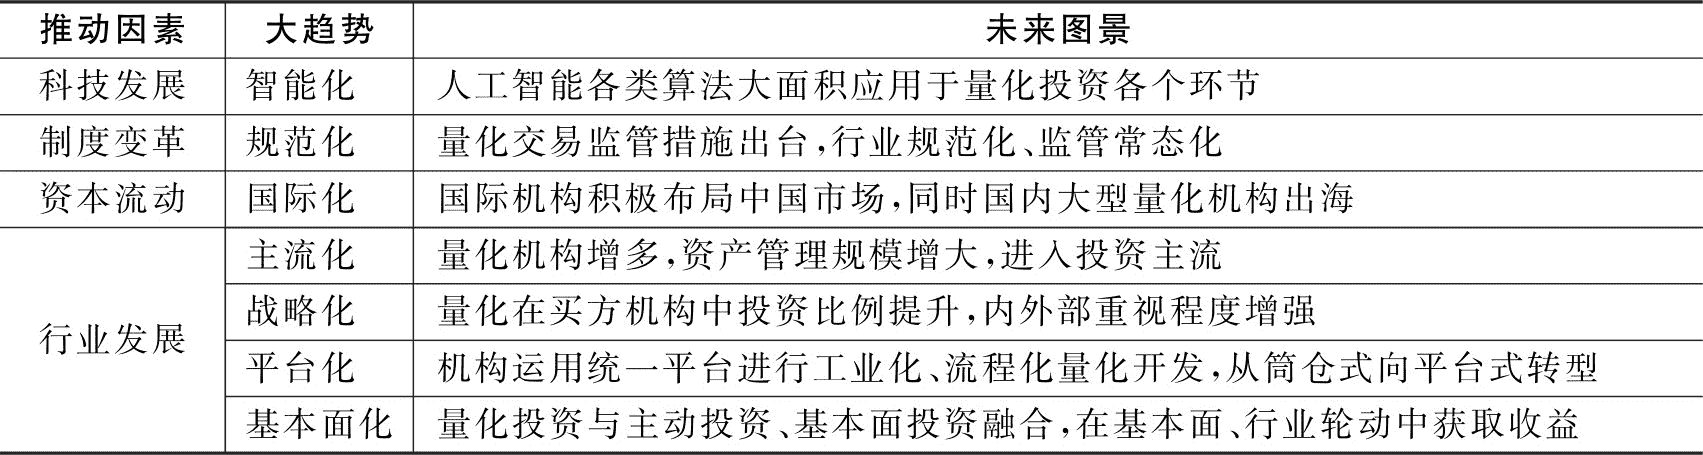 推动因素 大趋势 未来图景
科技发展 智能化 人工智能各类算法大面积应用于量化投资各个环节
制度变革 规范化 量化交易监管措施出台,行业规范化、监管常态化
资本流动 国际化 国际机构积极布局中国市场,同时国内大型量化机构出海
行业发展 主流化 量化机构增多,资产管理规模增大,进入投资主流
战略化 量化在买方机构中投资比例提升,内外部重视程度增强
平台化 机构运用统一平台进行工业化、流程化量化开发,从筒仓式向平台式转型
基本面化 量化投资与主动投资、基本面投资融合,在基本面、行业轮动中获取收益